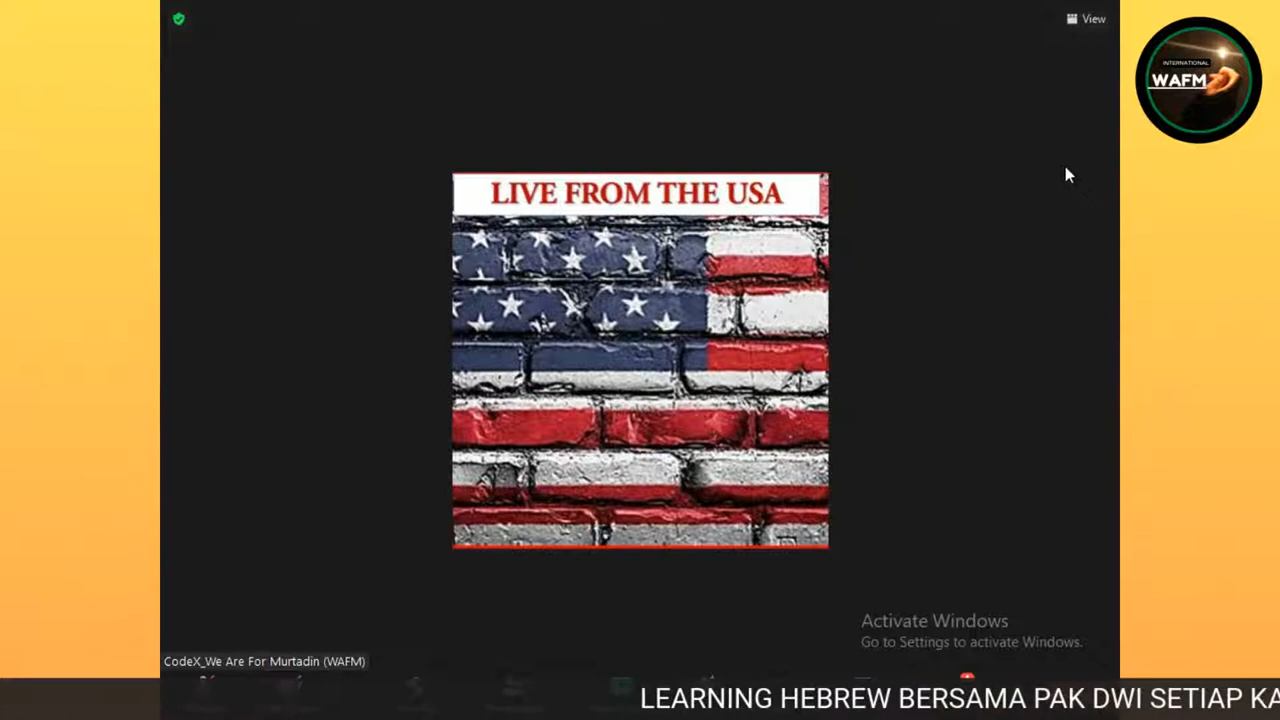 View
INTERNATIONAL
WAFM
LIVE FROM THE USA
Activate Windows
Go to Settings to activate Windows.
CodeX_We Are For Murtadin (WAFM)
LEARNING HEBREW BERSAMA PAK DWI SETIAP KA